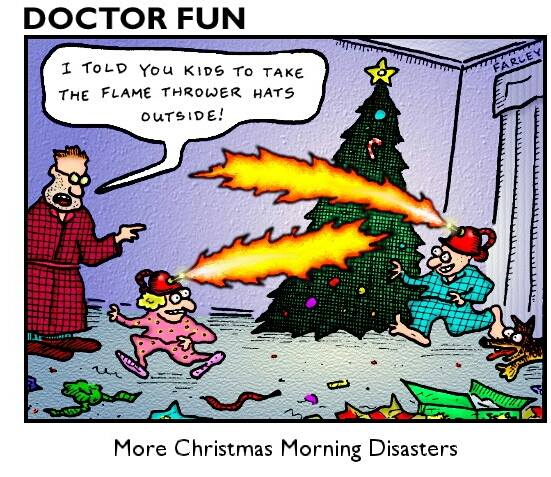 DOCTOR FUN
I TOLD YOU KIDS TO TAKE
THE FLAME THROWER HATS
OUTSIDE!
FARLEY
More Christmas Morning Disasters